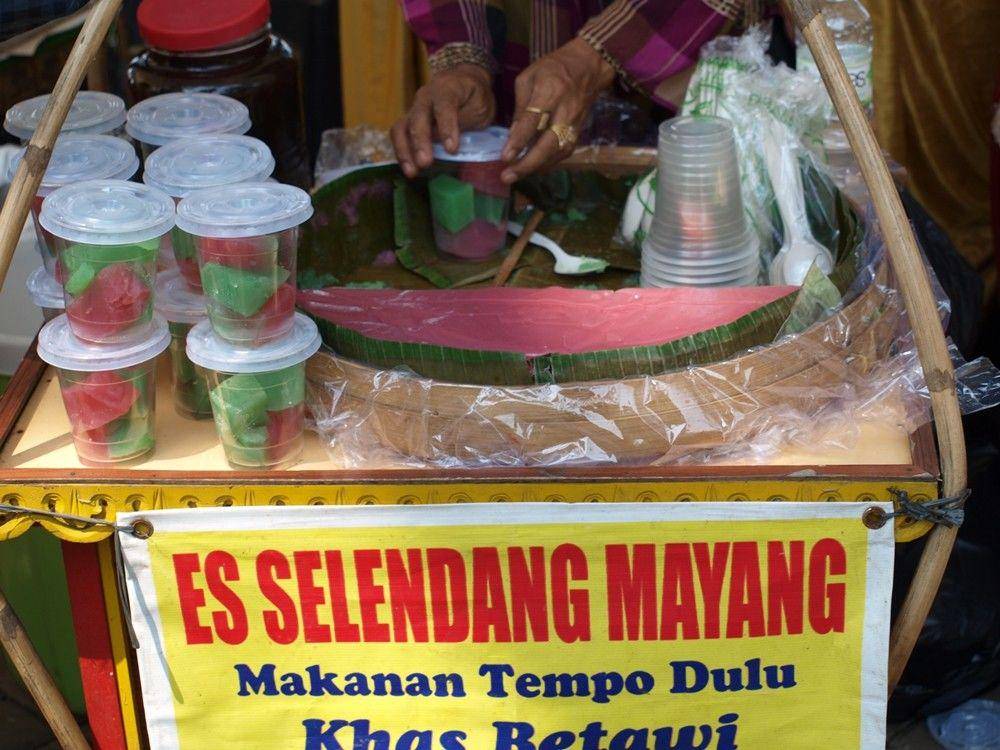 ES SELENDANG MAYANG
Makanan Tempo Dulu
Khas Betawi